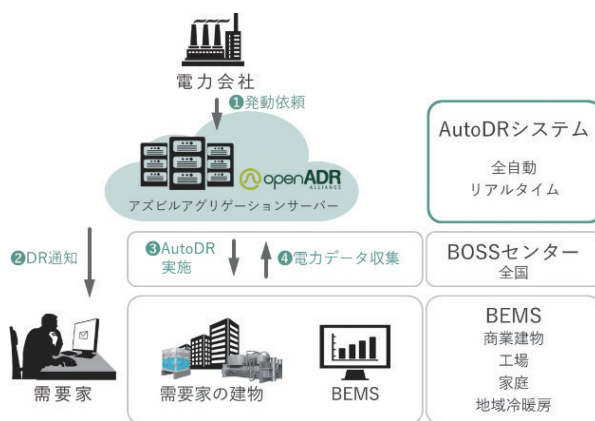 電力会社
❶発動依頼
openADR
ALLIANCE
アズビルアグリゲーションサーバー
AutoDRシステム
全自動
リアルタイム
❷DR通知
❸AutoDR
実施
❹電力データ収集
BOSSセンター
全国
需要家
需要家の建物
BEMS
BEMS
商業建物
工場
家庭
地域冷暖房